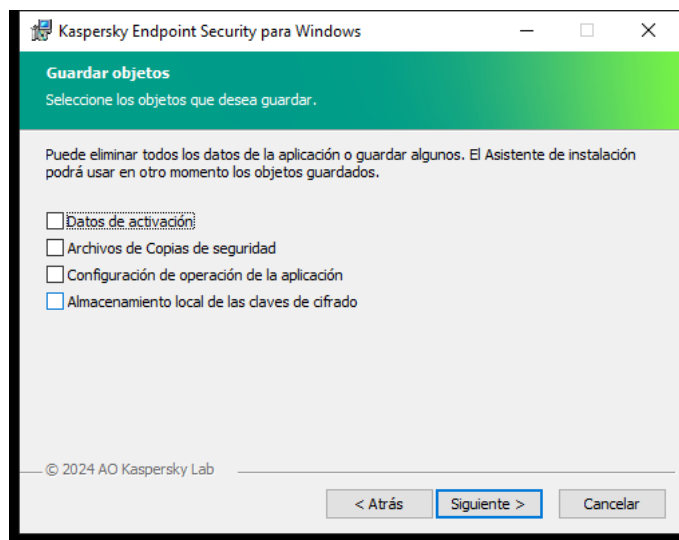 Kaspersky Endpoint Security para Windows
Guardar objetos
Seleccione los objetos que desea guardar.
Puede eliminar todos los datos de la aplicación o guardar algunos. El Asistente de instalación
podrá usar en otro momento los objetos guardados.
Datos de activación
Archivos de Copias de seguridad
Configuración de operación de la aplicación
Almacenamiento local de las claves de cifrado
© 2024 AO Kaspersky Lab
< Atrás
Siguiente >
Cancelar